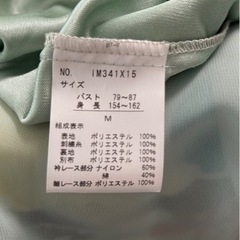 NO. IM341X15
サイズ
バスト 79~87
身長 154~162
M
組成表示
表地 ポリエステル 100%
刺繍糸 ポリエステル 100%
裏地 ポリエステル 100%
別布 ポリエステル 100%
衿レース部分 ナイロン 60%
綿 40%
袖レース部分 ポリエステル 100%